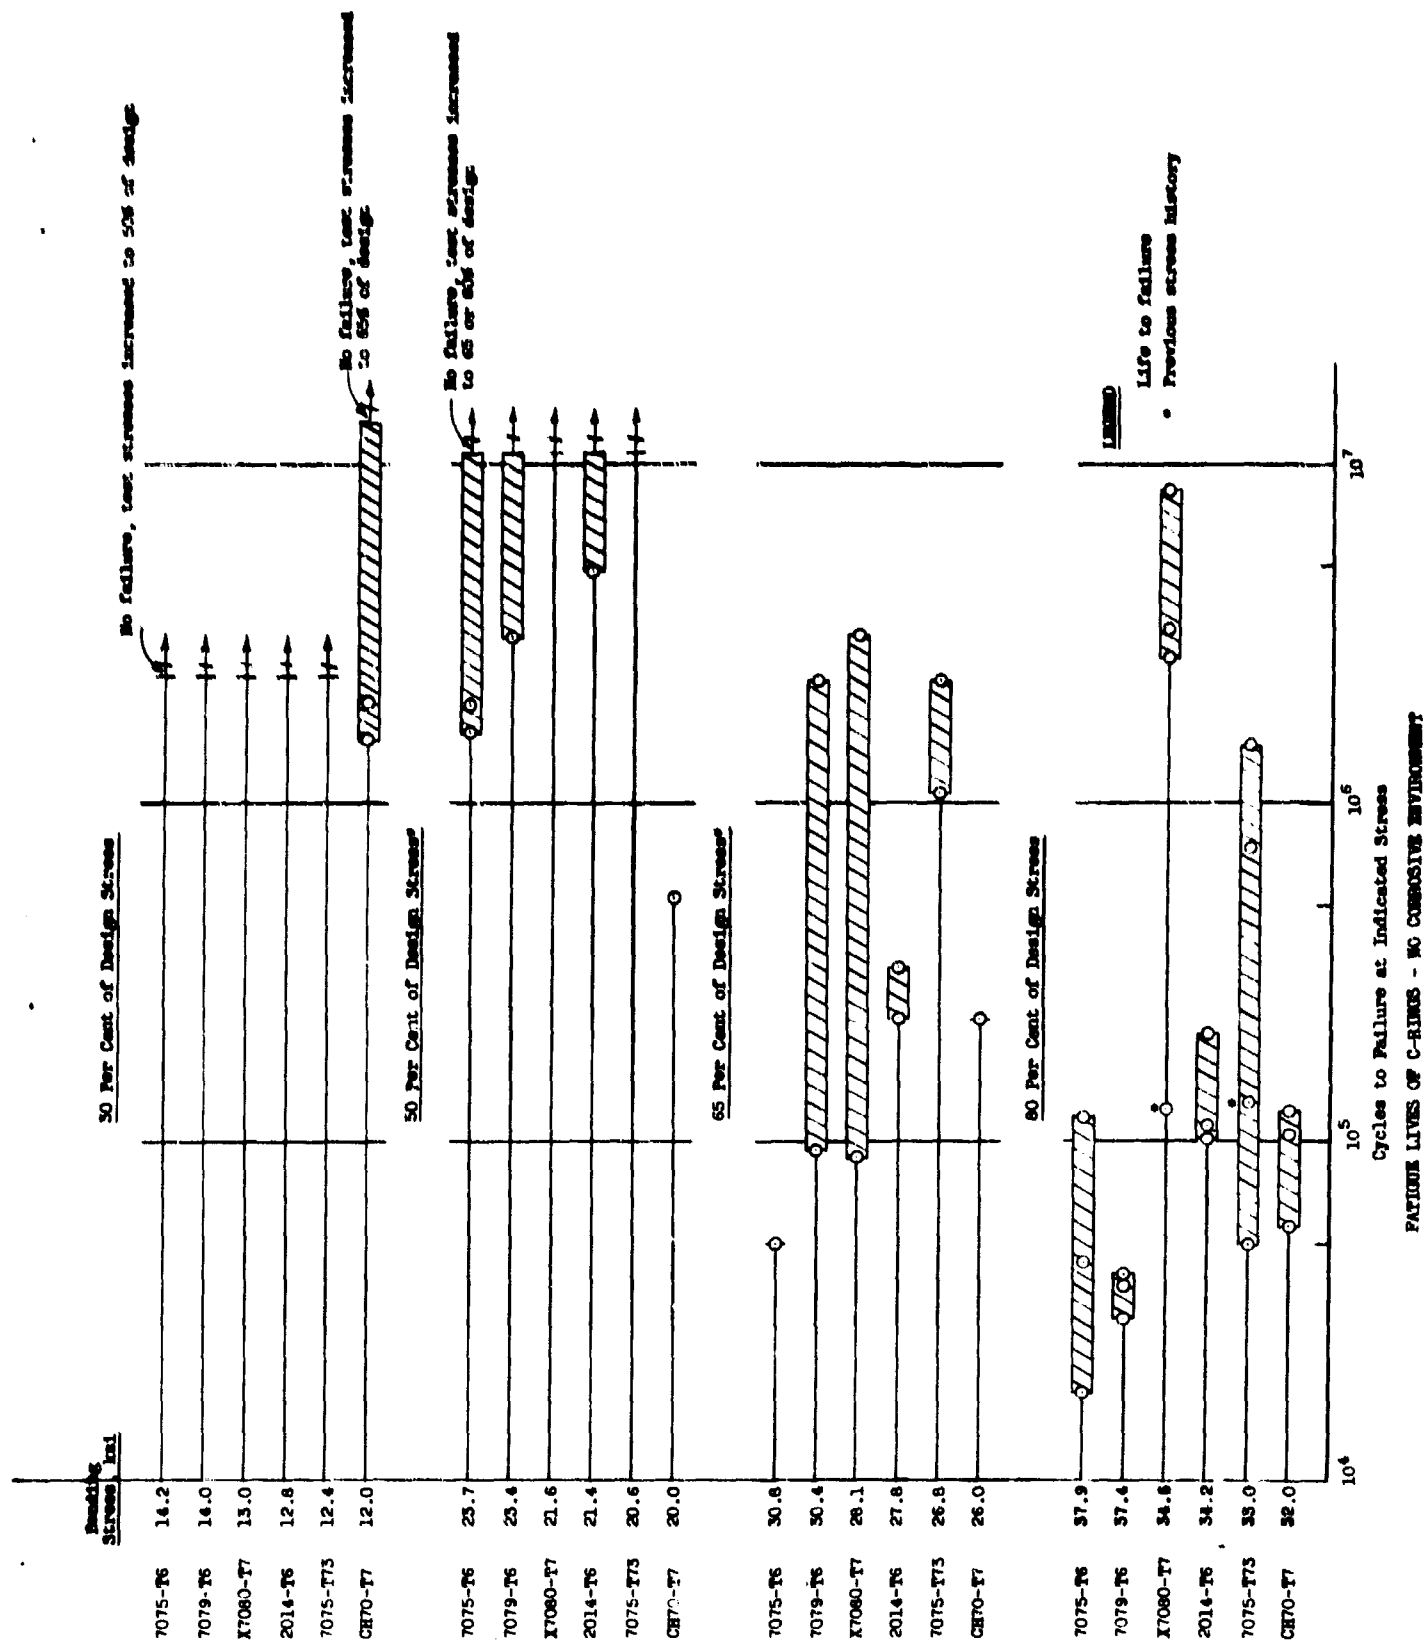 Bending
Stress, ksi
30 Per Cent of Design Stress
No failure, test stresses increased to 50% of design
7075-T6 14.2
7079-T6 14.0
X7080-T7 13.0
2014-T6 12.8
7075-T73 12.4
CH70-T7 12.0
No failure, test stresses increased
to 65% of design
50 Per Cent of Design Stress*
No failure, test stresses increased
to 65 or 80% of design
7075-T6 23.7
7079-T6 23.4
X7080-T7 21.6
2014-T6 21.4
7075-T73 20.6
CH70-T7 20.0
65 Per Cent of Design Stress*
7075-T6 30.8
7079-T6 30.4
X7080-T7 28.1
2014-T6 27.8
7075-T73 26.8
CH70-T7 26.0
80 Per Cent of Design Stress
7075-T6 37.9
7079-T6 37.4
X7080-T7 34.6
2014-T6 34.2
7075-T73 33.0
CH70-T7 32.0
*
*
LEGEND
Life to failure
* Previous stress history
10⁴ 10⁵ 10⁶ 10⁷
Cycles to Failure at Indicated Stress
FATIGUE LIVES OF C-RINGS - NO CORROSIVE ENVIRONMENT